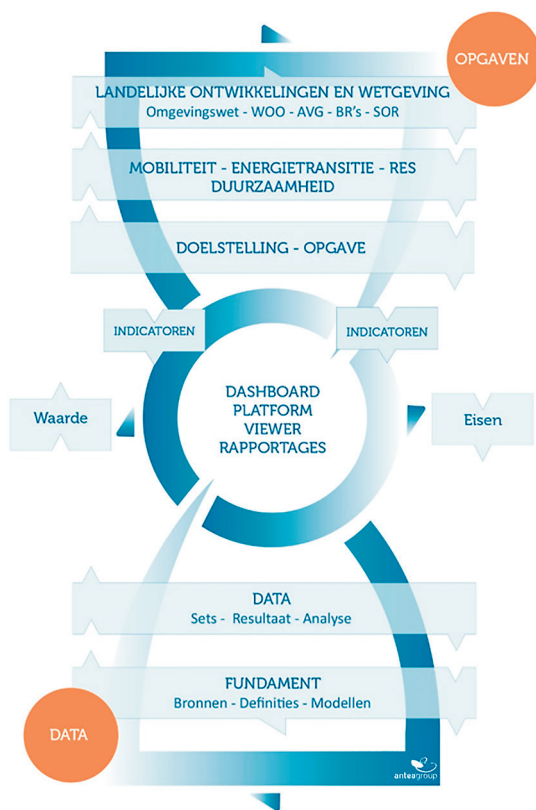 OPGAVEN
LANDELIJKE ONTWIKKELINGEN EN WETGEVING
Omgevingswet - WOO - AVG - BR's - SOR
MOBILITEIT - ENERGIETRANSITIE - RES
DUURZAAMHEID
DOELSTELLING - OPGAVE
INDICATOREN
INDICATOREN
DASHBOARD
PLATFORM
VIEWER
RAPPORTAGES
Waarde
Eisen
DATA
Sets - Resultaat - Analyse
FUNDAMENT
Bronnen - Definities - Modellen
DATA
anteagroup